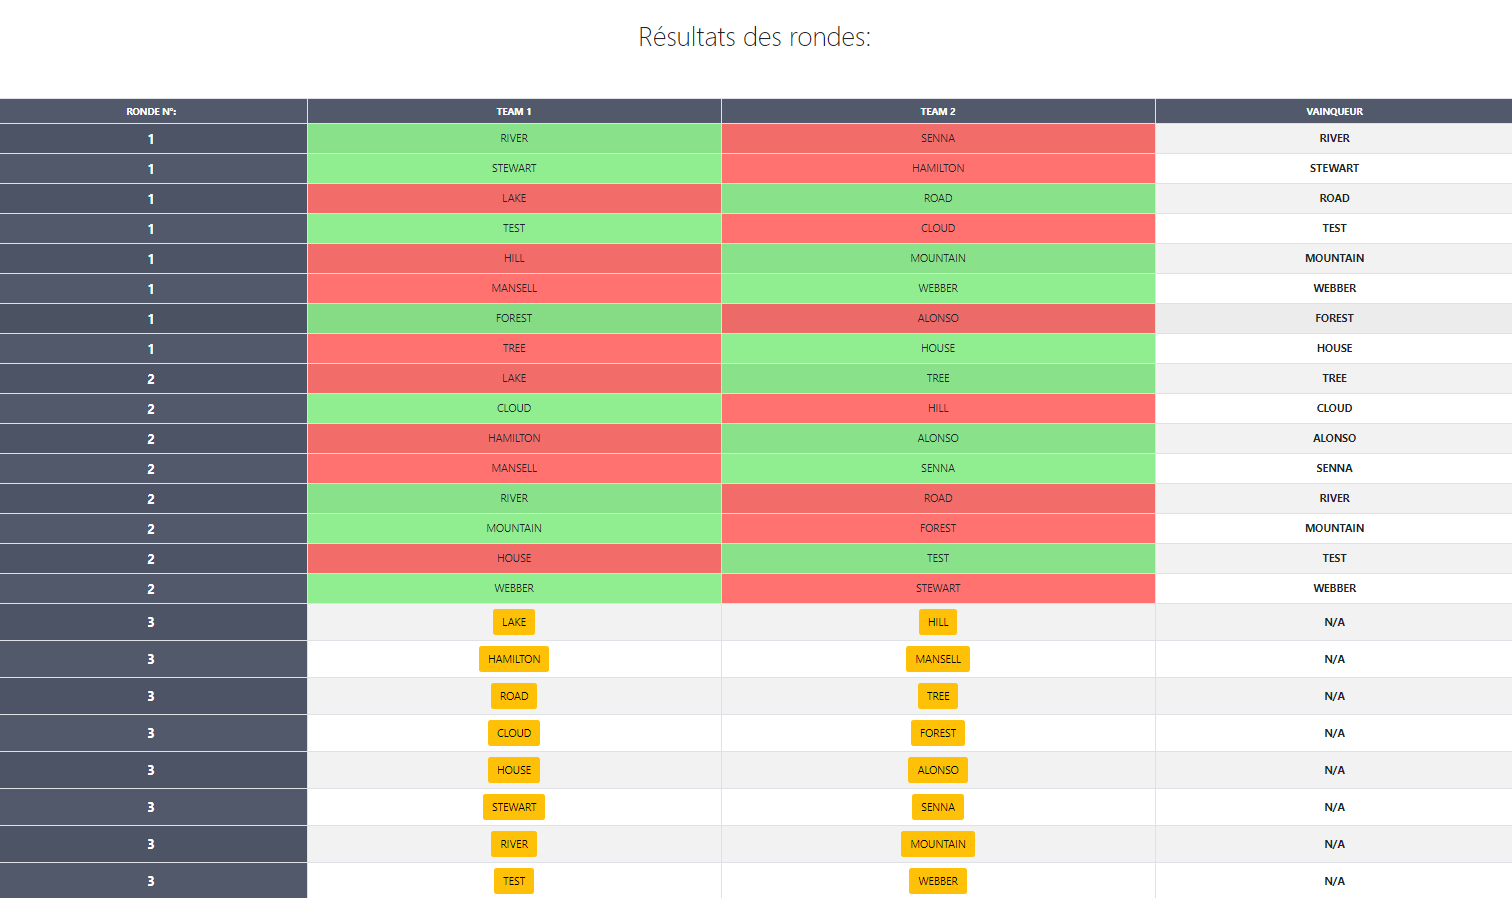 Résultats des rondes:
RONDE N°: TEAM 1 TEAM 2 VAINQUEUR
1 RIVER SENNA RIVER
1 STEWART HAMILTON STEWART
1 LAKE ROAD ROAD
1 TEST CLOUD TEST
1 HILL MOUNTAIN MOUNTAIN
1 MANSELL WEBBER WEBBER
1 FOREST ALONSO FOREST
1 TREE HOUSE HOUSE
2 LAKE TREE TREE
2 CLOUD HILL CLOUD
2 HAMILTON ALONSO ALONSO
2 MANSELL SENNA SENNA
2 RIVER ROAD RIVER
2 MOUNTAIN FOREST MOUNTAIN
2 HOUSE TEST TEST
2 WEBBER STEWART WEBBER
3 LAKE HILL N/A
3 HAMILTON MANSELL N/A
3 ROAD TREE N/A
3 CLOUD FOREST N/A
3 HOUSE ALONSO N/A
3 STEWART SENNA N/A
3 RIVER MOUNTAIN N/A
3 TEST WEBBER N/A